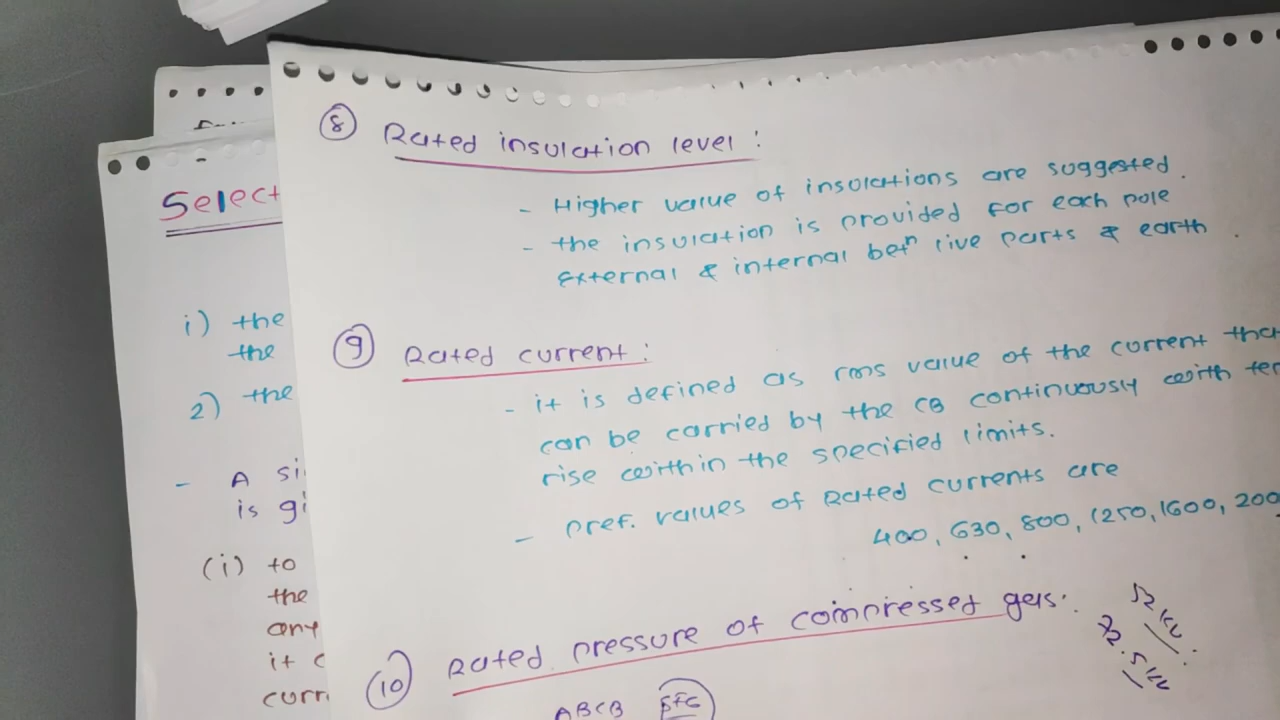 8 Rated insulation level :
- Higher value of insulations are suggested.
- the insulation is provided for each pole
External & internal betn live parts & earth .
9 Rated current :
- it is defined as rms value of the current that
can be carried by the CB continuously with
rise within the specified limits.
- pref. values of Rated currents are
400, 630, 800, 1250, 1600, 200
10 Rated pressure of compressed gas.
ABCB SF6
Select
i) the
the
2) the
- A si
is gi
(i) to
the
any
it c
curr